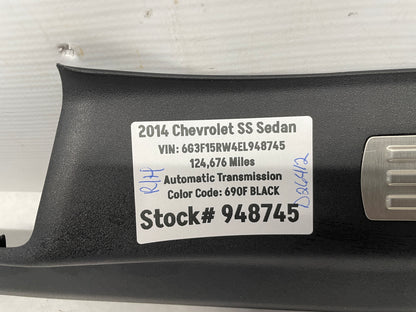 2014 Chevrolet SS Sedan
VIN: 6G3F15RW4EL948745
124,676 Miles
Automatic Transmission
Color Code: 690F BLACK
Stock# 948745
R/H
D26412